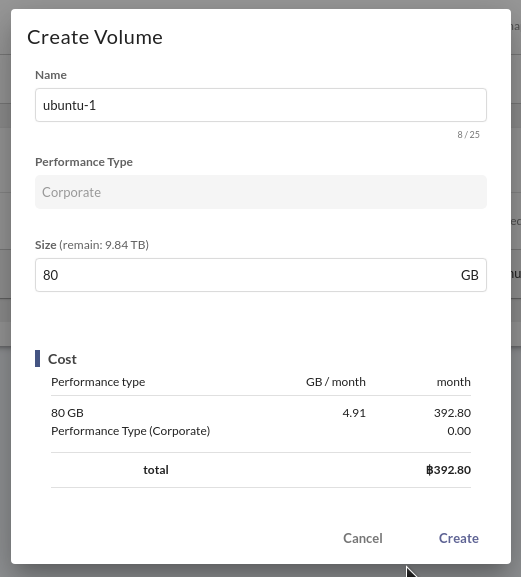 Create Volume
Name
ubuntu-1
8 / 25
Performance Type
Corporate
Size (remain: 9.84 TB)
80 GB
Cost
Performance type GB / month month
80 GB 4.91 392.80
Performance Type (Corporate) 0.00
total ฿392.80
Cancel Create